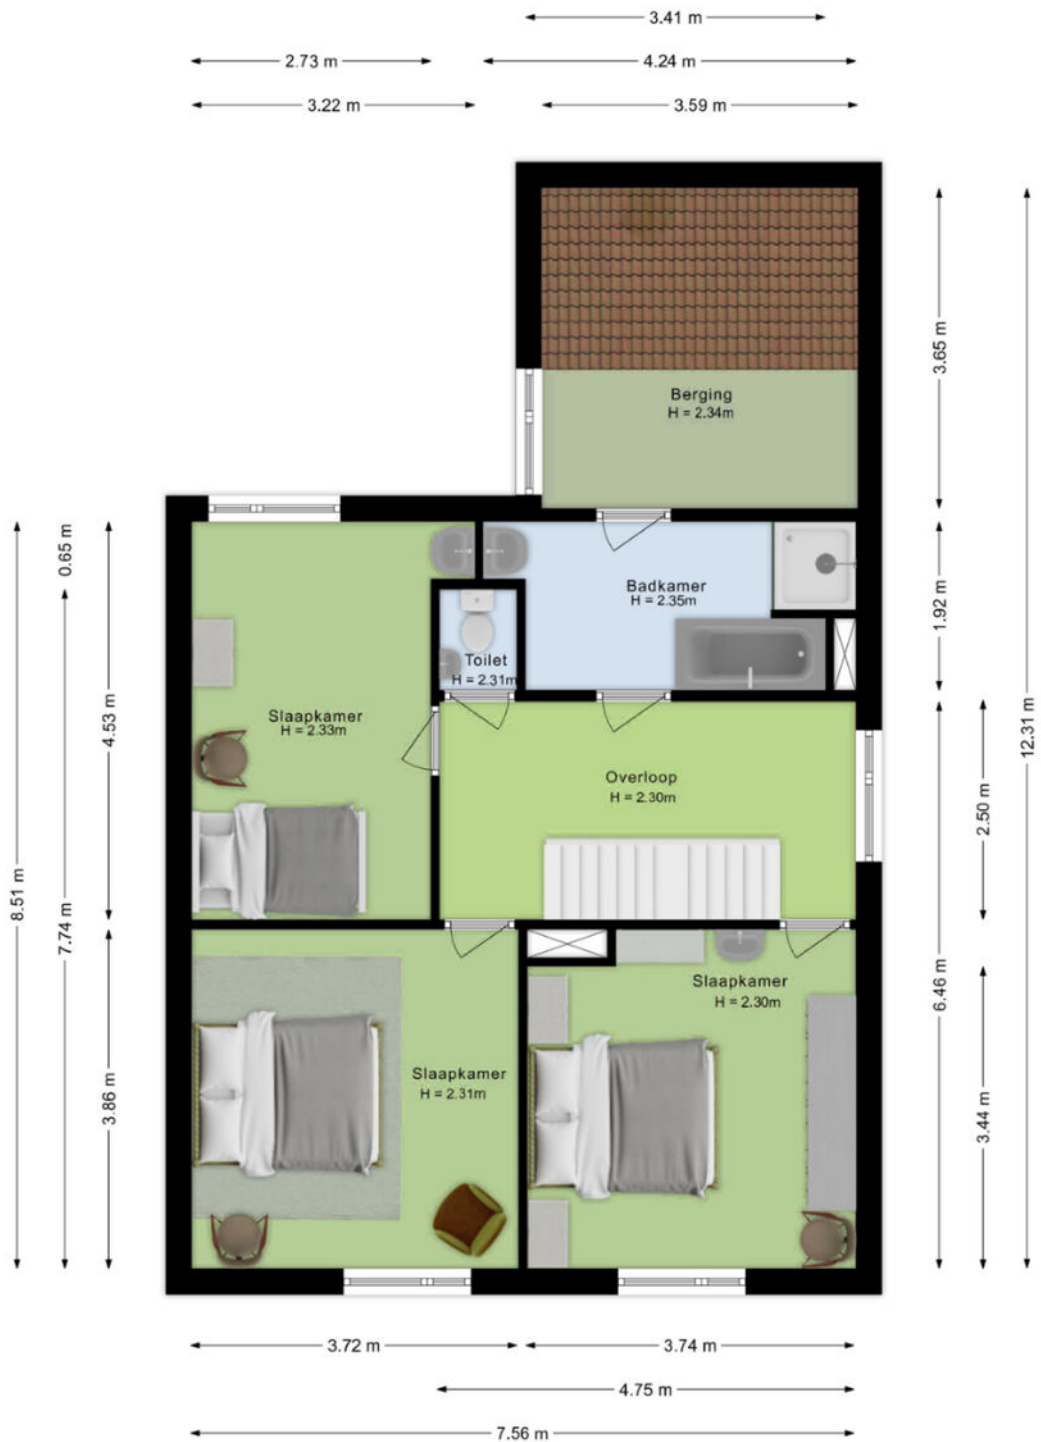 3.41 m
2.73 m
4.24 m
3.22 m
3.59 m
3.65 m
Berging
H = 2.34m
0.65 m
Badkamer
H = 2.35m
1.92 m
Toilet
H = 2.31m
Slaapkamer
H = 2.33m
4.53 m
12.31 m
Overloop
H = 2.30m
2.50 m
8.51 m
7.74 m
Slaapkamer
H = 2.30m
6.46 m
Slaapkamer
H = 2.31m
3.86 m
3.44 m
3.72 m
3.74 m
4.75 m
7.56 m